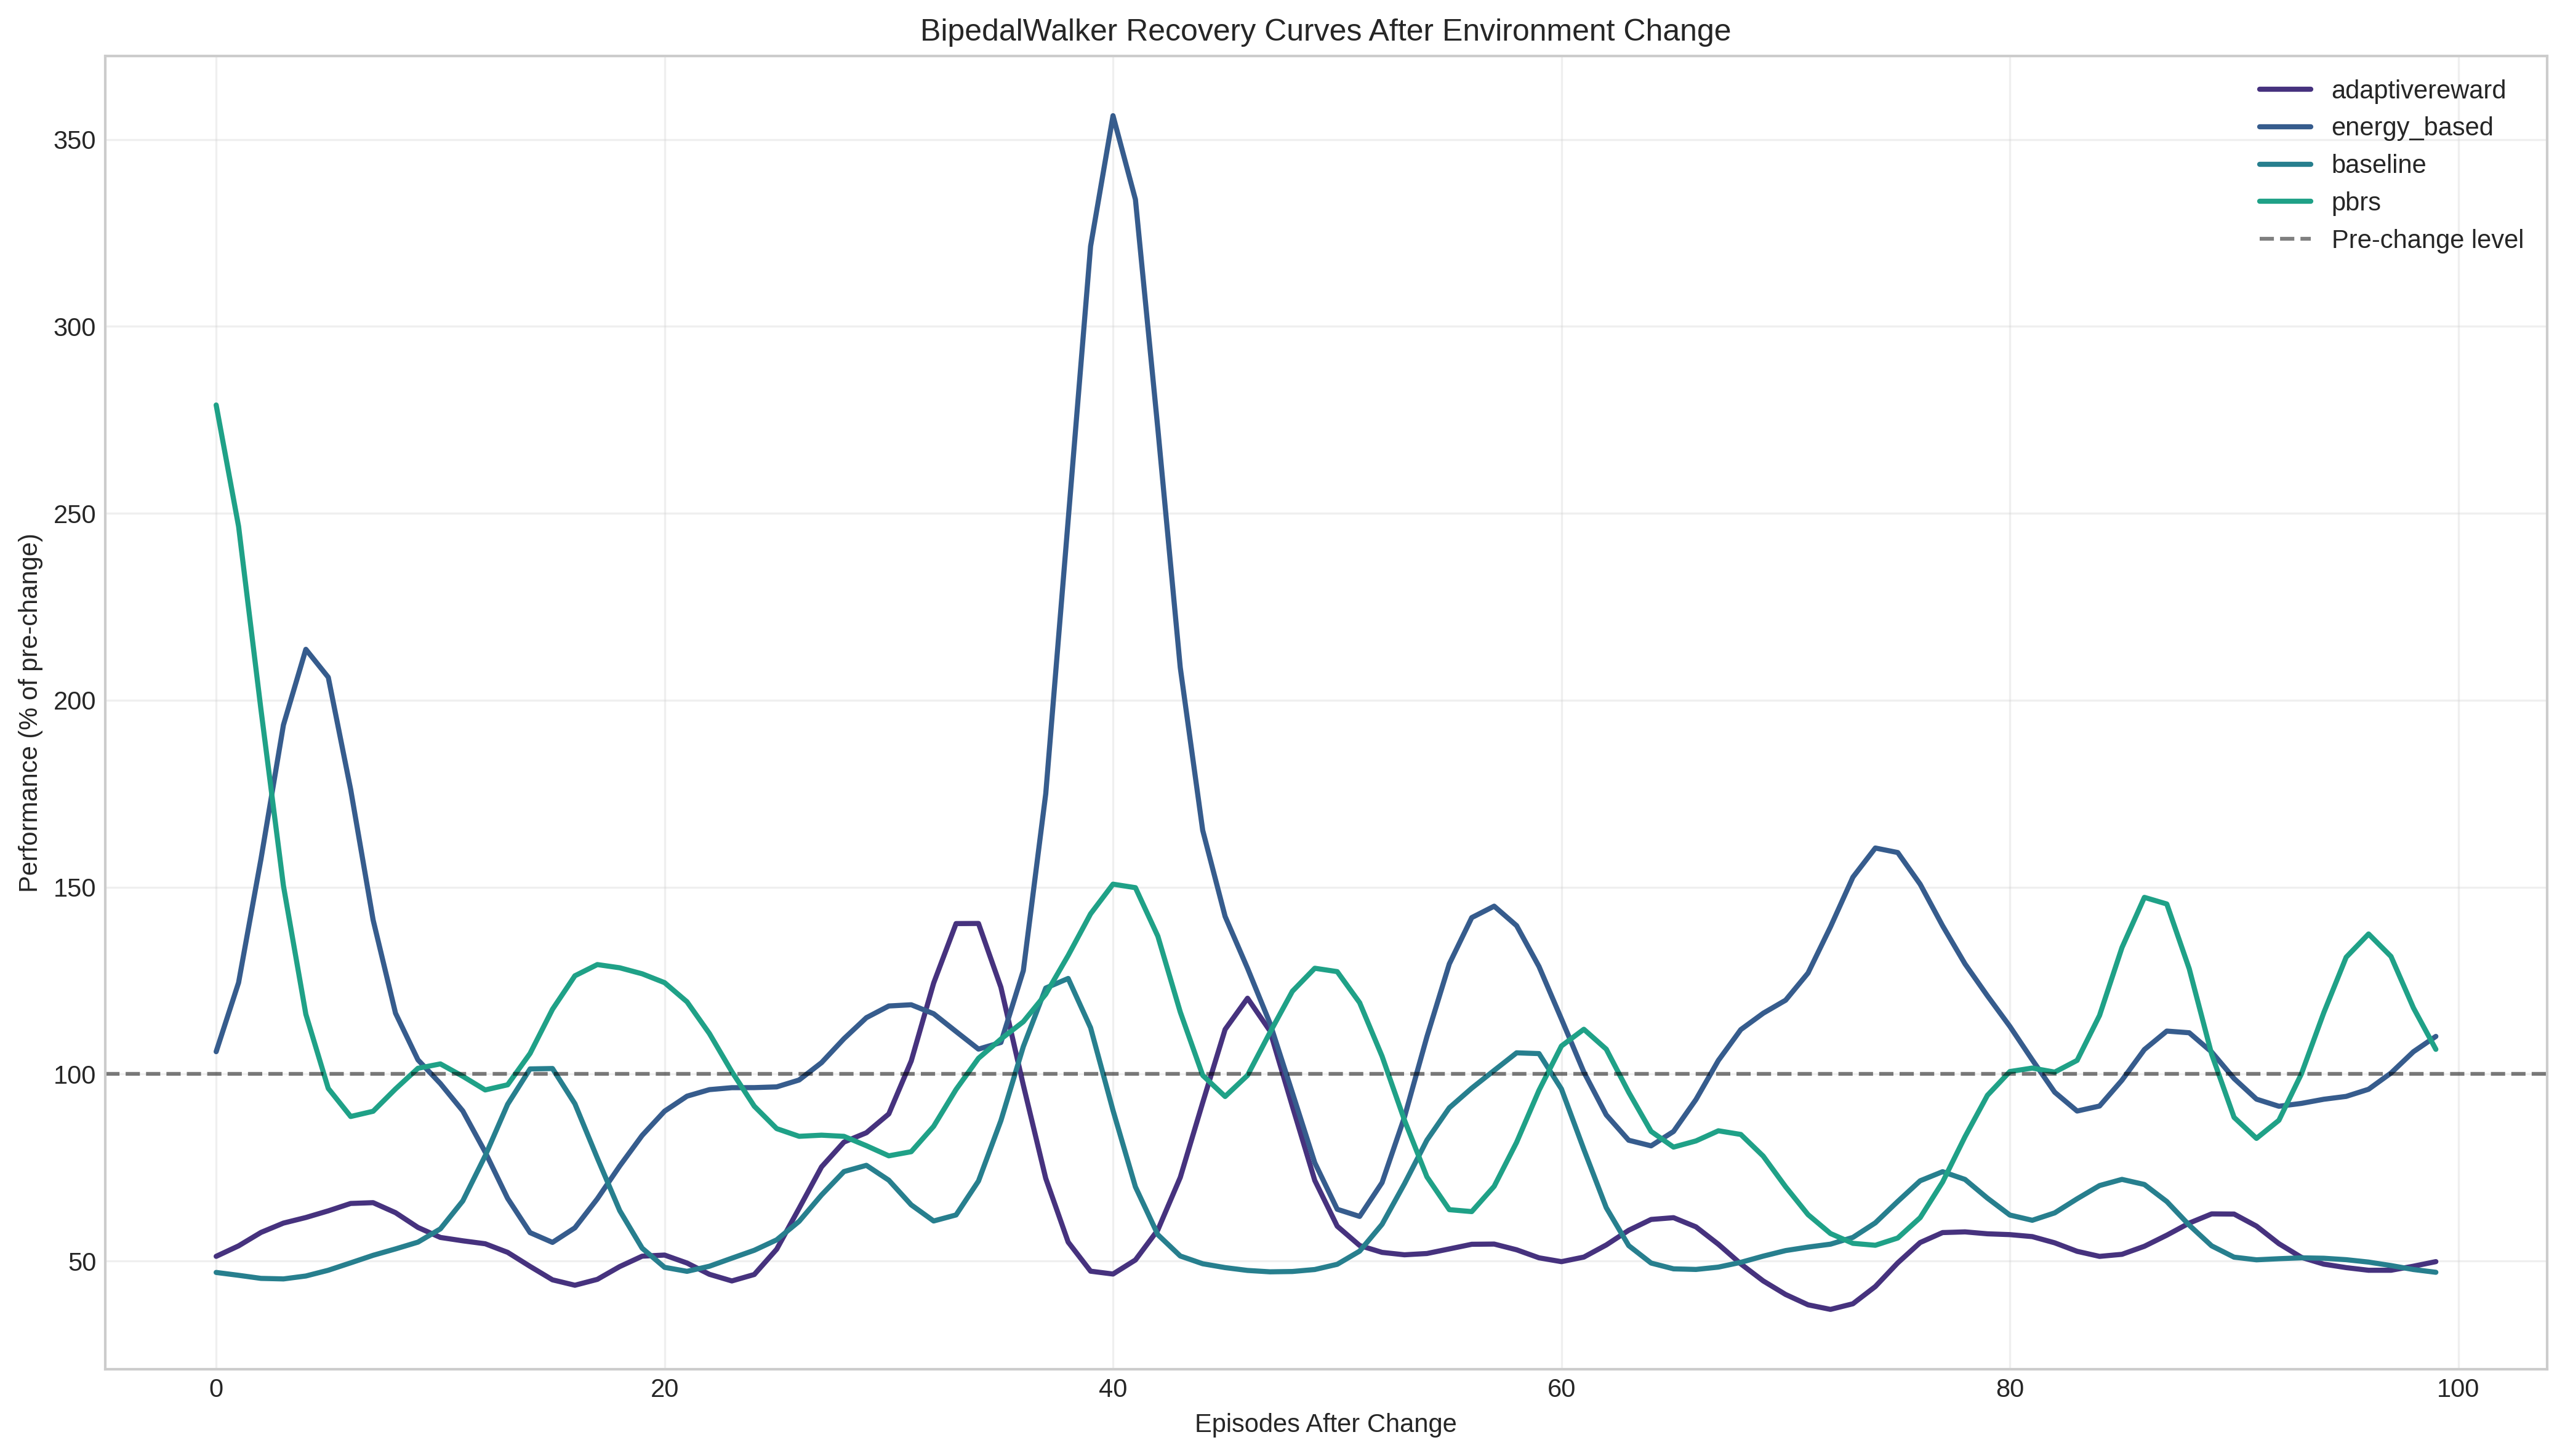 BipedalWalker Recovery Curves After Environment Change
adaptivereward
energy_based
baseline
pbrs
Pre-change level
Performance (% of pre-change)
350
300
250
200
150
100
50
0
20
40
60
80
100
Episodes After Change